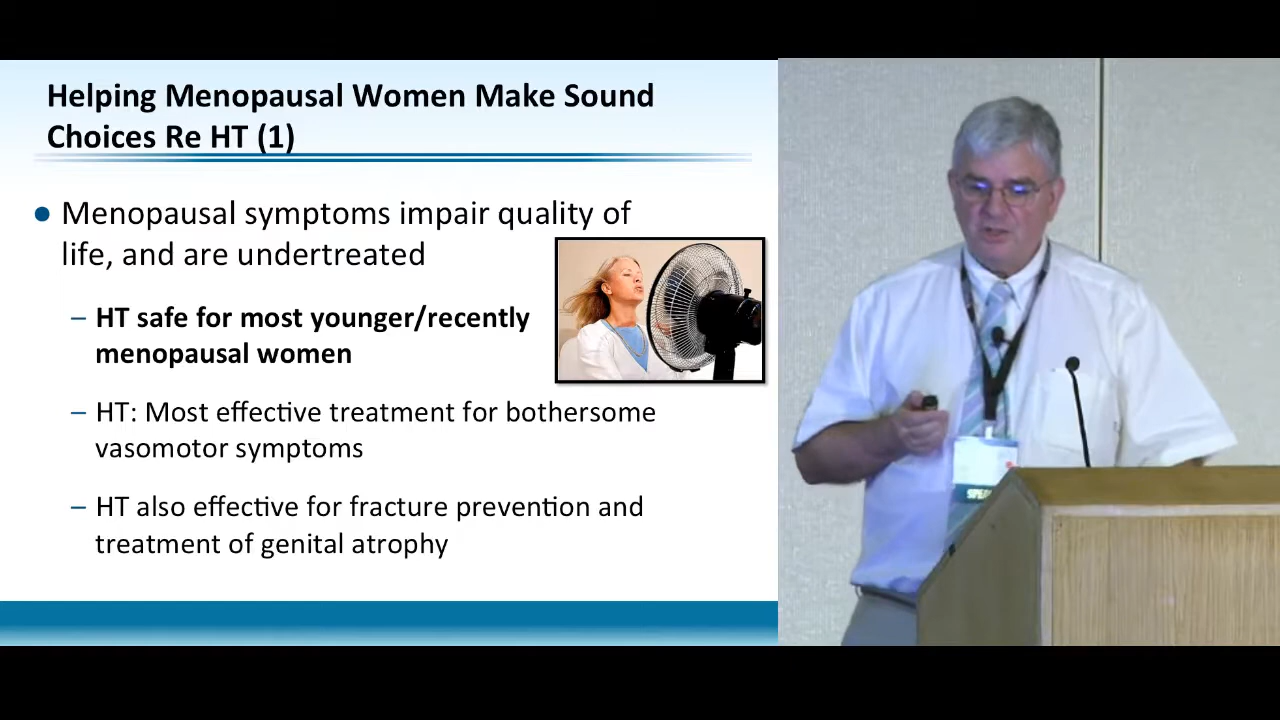 Helping Menopausal Women Make Sound
Choices Re HT (1)
● Menopausal symptoms impair quality of
life, and are undertreated
– HT safe for most younger/recently
menopausal women
– HT: Most effective treatment for bothersome
vasomotor symptoms
– HT also effective for fracture prevention and
treatment of genital atrophy